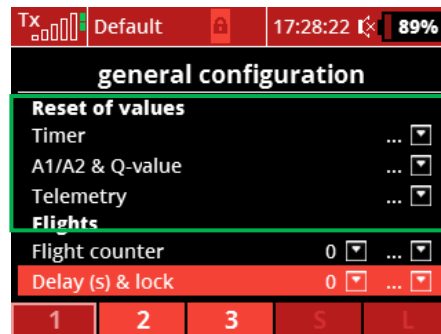 Tx Default 17:28:22 89%
general configuration
Reset of values
Timer ...
A1/A2 & Q-value ...
Telemetry ...
Flights
Flight counter 0 ...
Delay (s) & lock 0 ...
1 2 3 S L